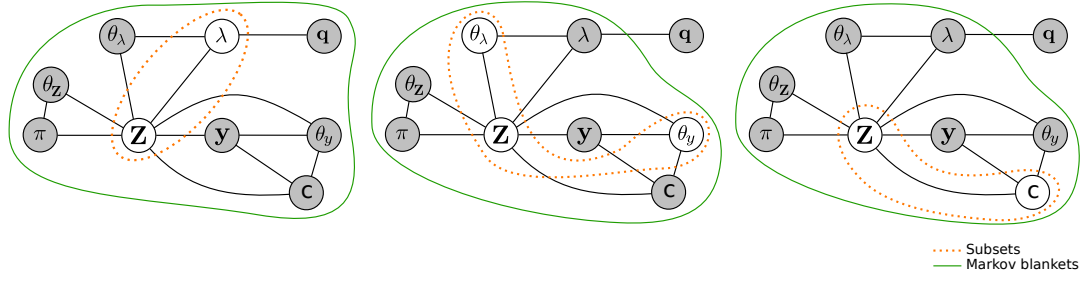 θλ λ q θλ λ q θλ λ q
θZ θZ θZ
π Z y θy π Z y θy π Z y θy
C C C
Subsets
Markov blankets